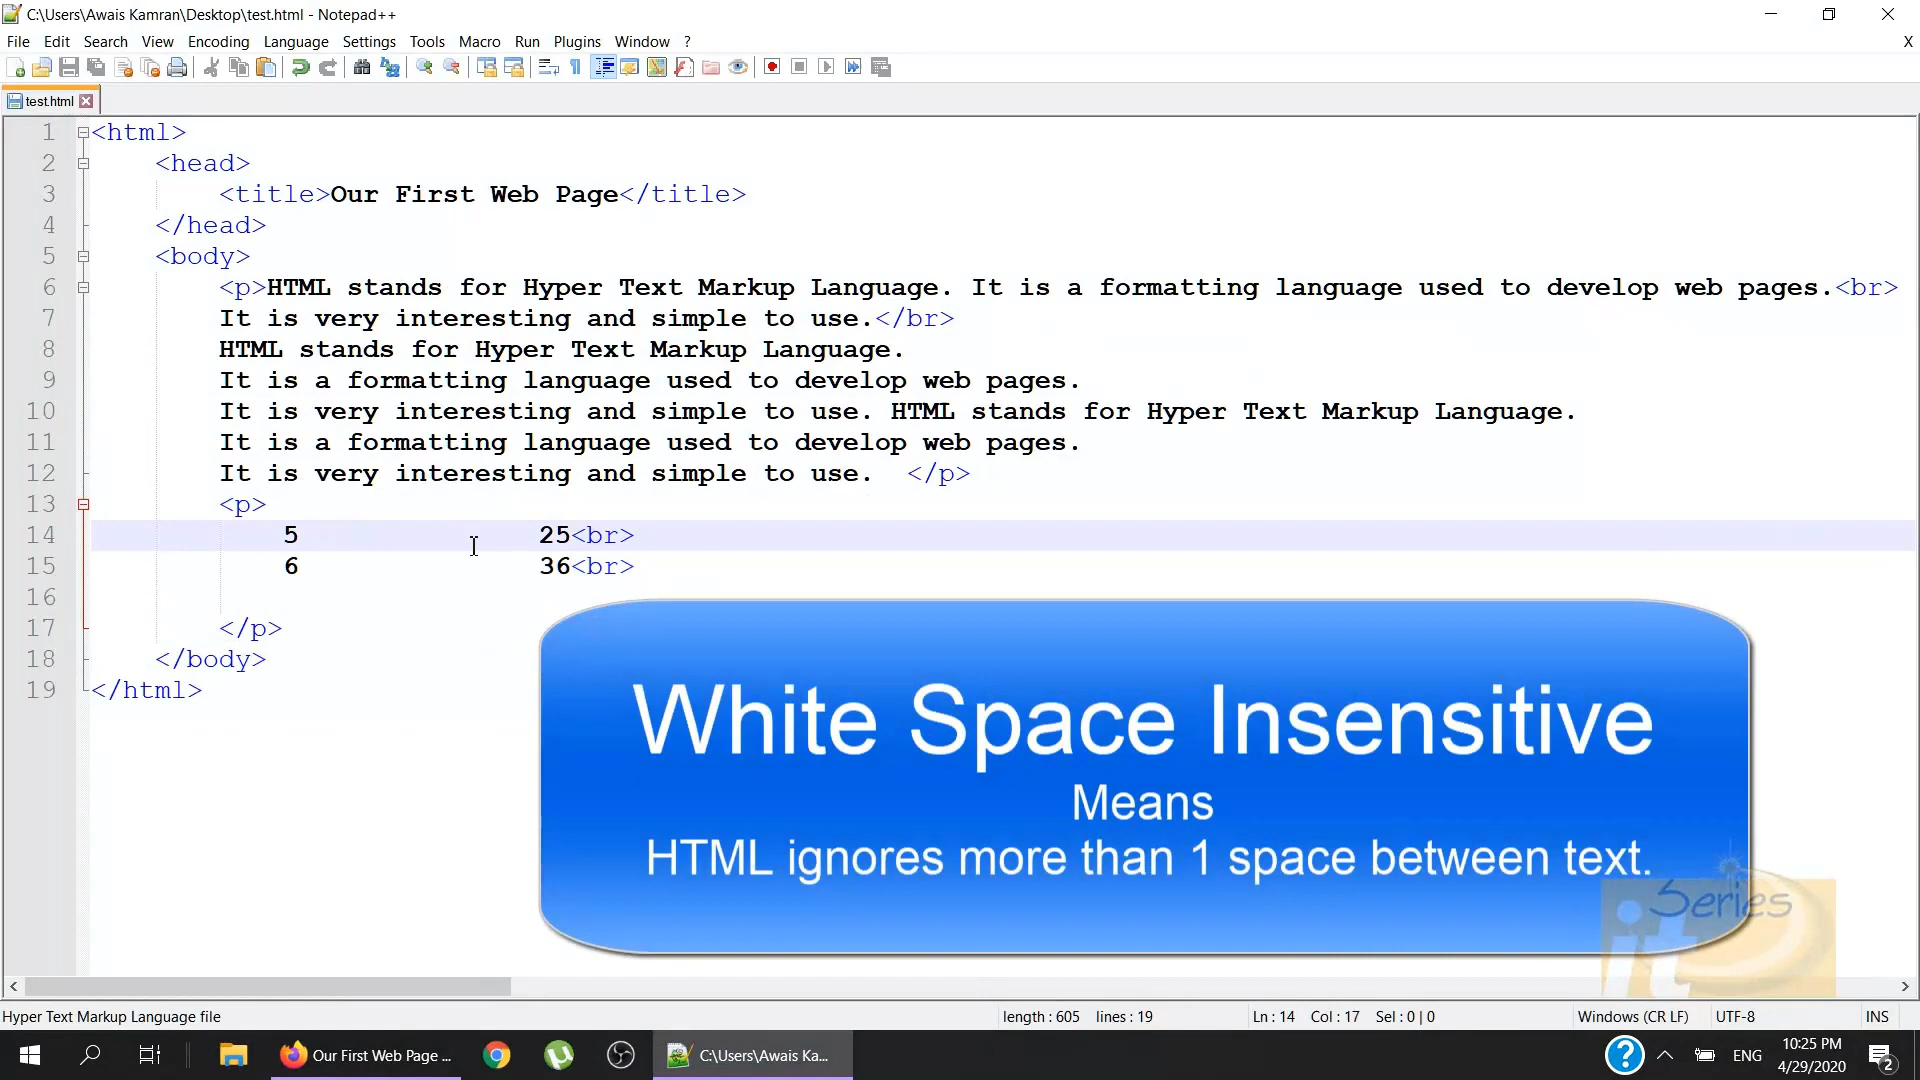 C:\Users\Awais Kamran\Desktop\test.html - Notepad++
File Edit Search View Encoding Language Settings Tools Macro Run Plugins Window ? X
test.html
1 <html>
2 <head>
3 <title>Our First Web Page</title>
4 </head>
5 <body>
6 <p>HTML stands for Hyper Text Markup Language. It is a formatting language used to develop web pages.<br>
7 It is very interesting and simple to use.</br>
8 HTML stands for Hyper Text Markup Language.
9 It is a formatting language used to develop web pages.
10 It is very interesting and simple to use. HTML stands for Hyper Text Markup Language.
11 It is a formatting language used to develop web pages.
12 It is very interesting and simple to use.  </p>
13 <p>
14 5 25<br>
15 6 36<br>
16
17 </p>
18 </body>
19 </html>
White Space Insensitive
Means
HTML ignores more than 1 space between text.
Series
it
Hyper Text Markup Language file length : 605 lines : 19 Ln : 14 Col : 17 Sel : 0 | 0 Windows (CR LF) UTF-8 INS
Our First Web Page ... C:\Users\Awais Ka... ENG 10:25 PM
4/29/2020 2